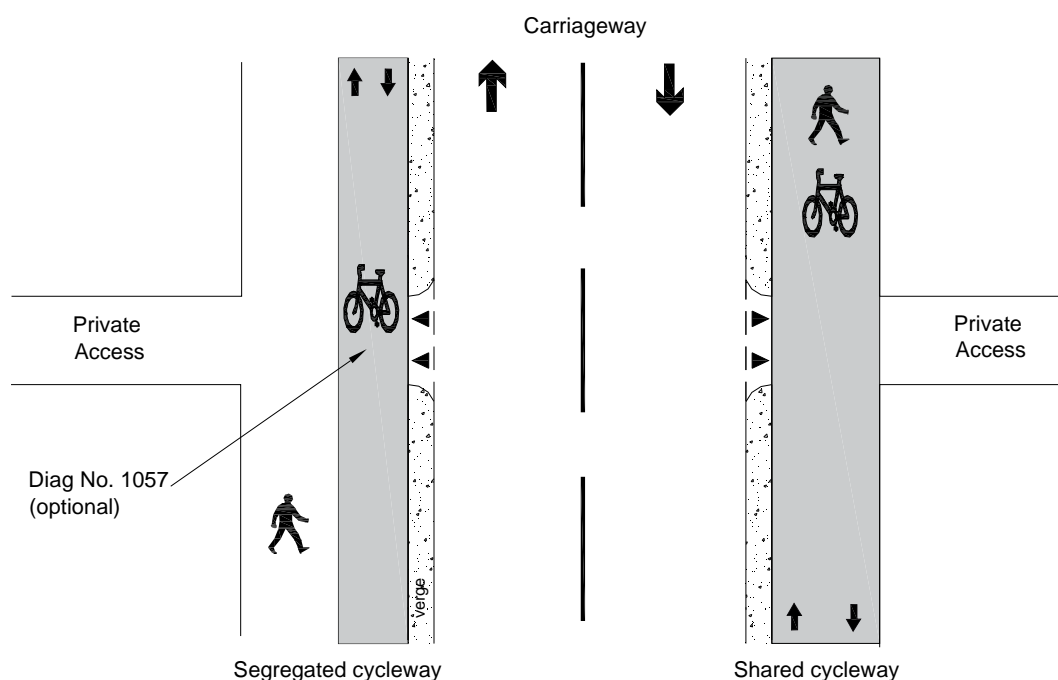 Carriageway
Private
Access
Private
Access
Diag No. 1057
(optional)
verge
Segregated cycleway
Shared cycleway